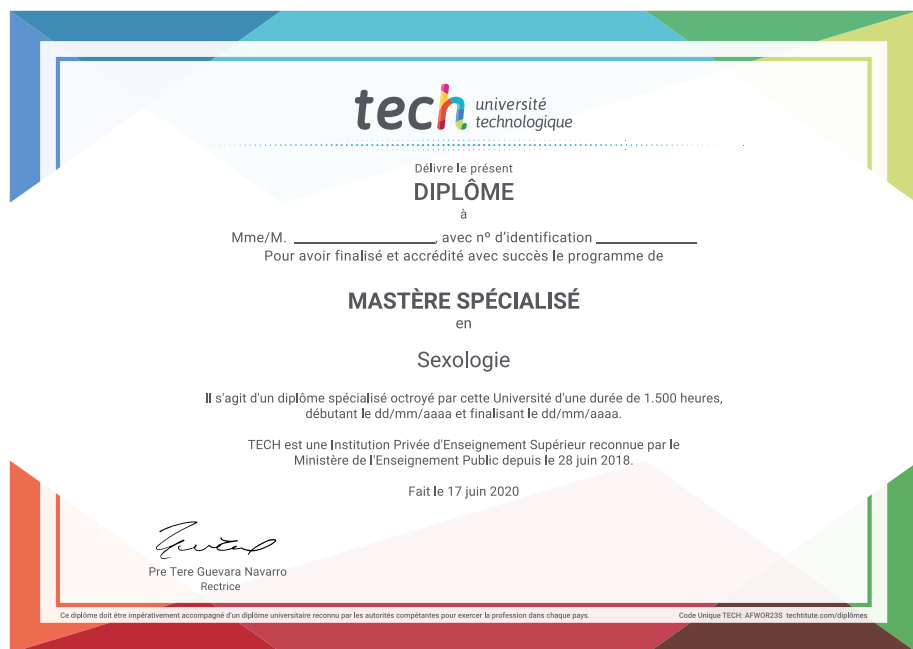 tech université
technologique
Délivre le présent
DIPLÔME
à
Mme/M. ____________________, avec nº d'identification ______________
Pour avoir finalisé et accrédité avec succès le programme de
MASTÈRE SPÉCIALISÉ
en
Sexologie
Il s'agit d'un diplôme spécialisé octroyé par cette Université d'une durée de 1.500 heures,
débutant le dd/mm/aaaa et finalisant le dd/mm/aaaa.
TECH est une Institution Privée d'Enseignement Supérieur reconnue par le
Ministère de l'Enseignement Public depuis le 28 juin 2018.
Fait le 17 juin 2020
Pre Tere Guevara Navarro
Rectrice
Ce diplôme doit être impérativement accompagné d'un diplôme universitaire reconnu par les autorités compétentes pour exercer la profession dans chaque pays.
Code Unique TECH: AFWOR23S techtitute.com/diplômes